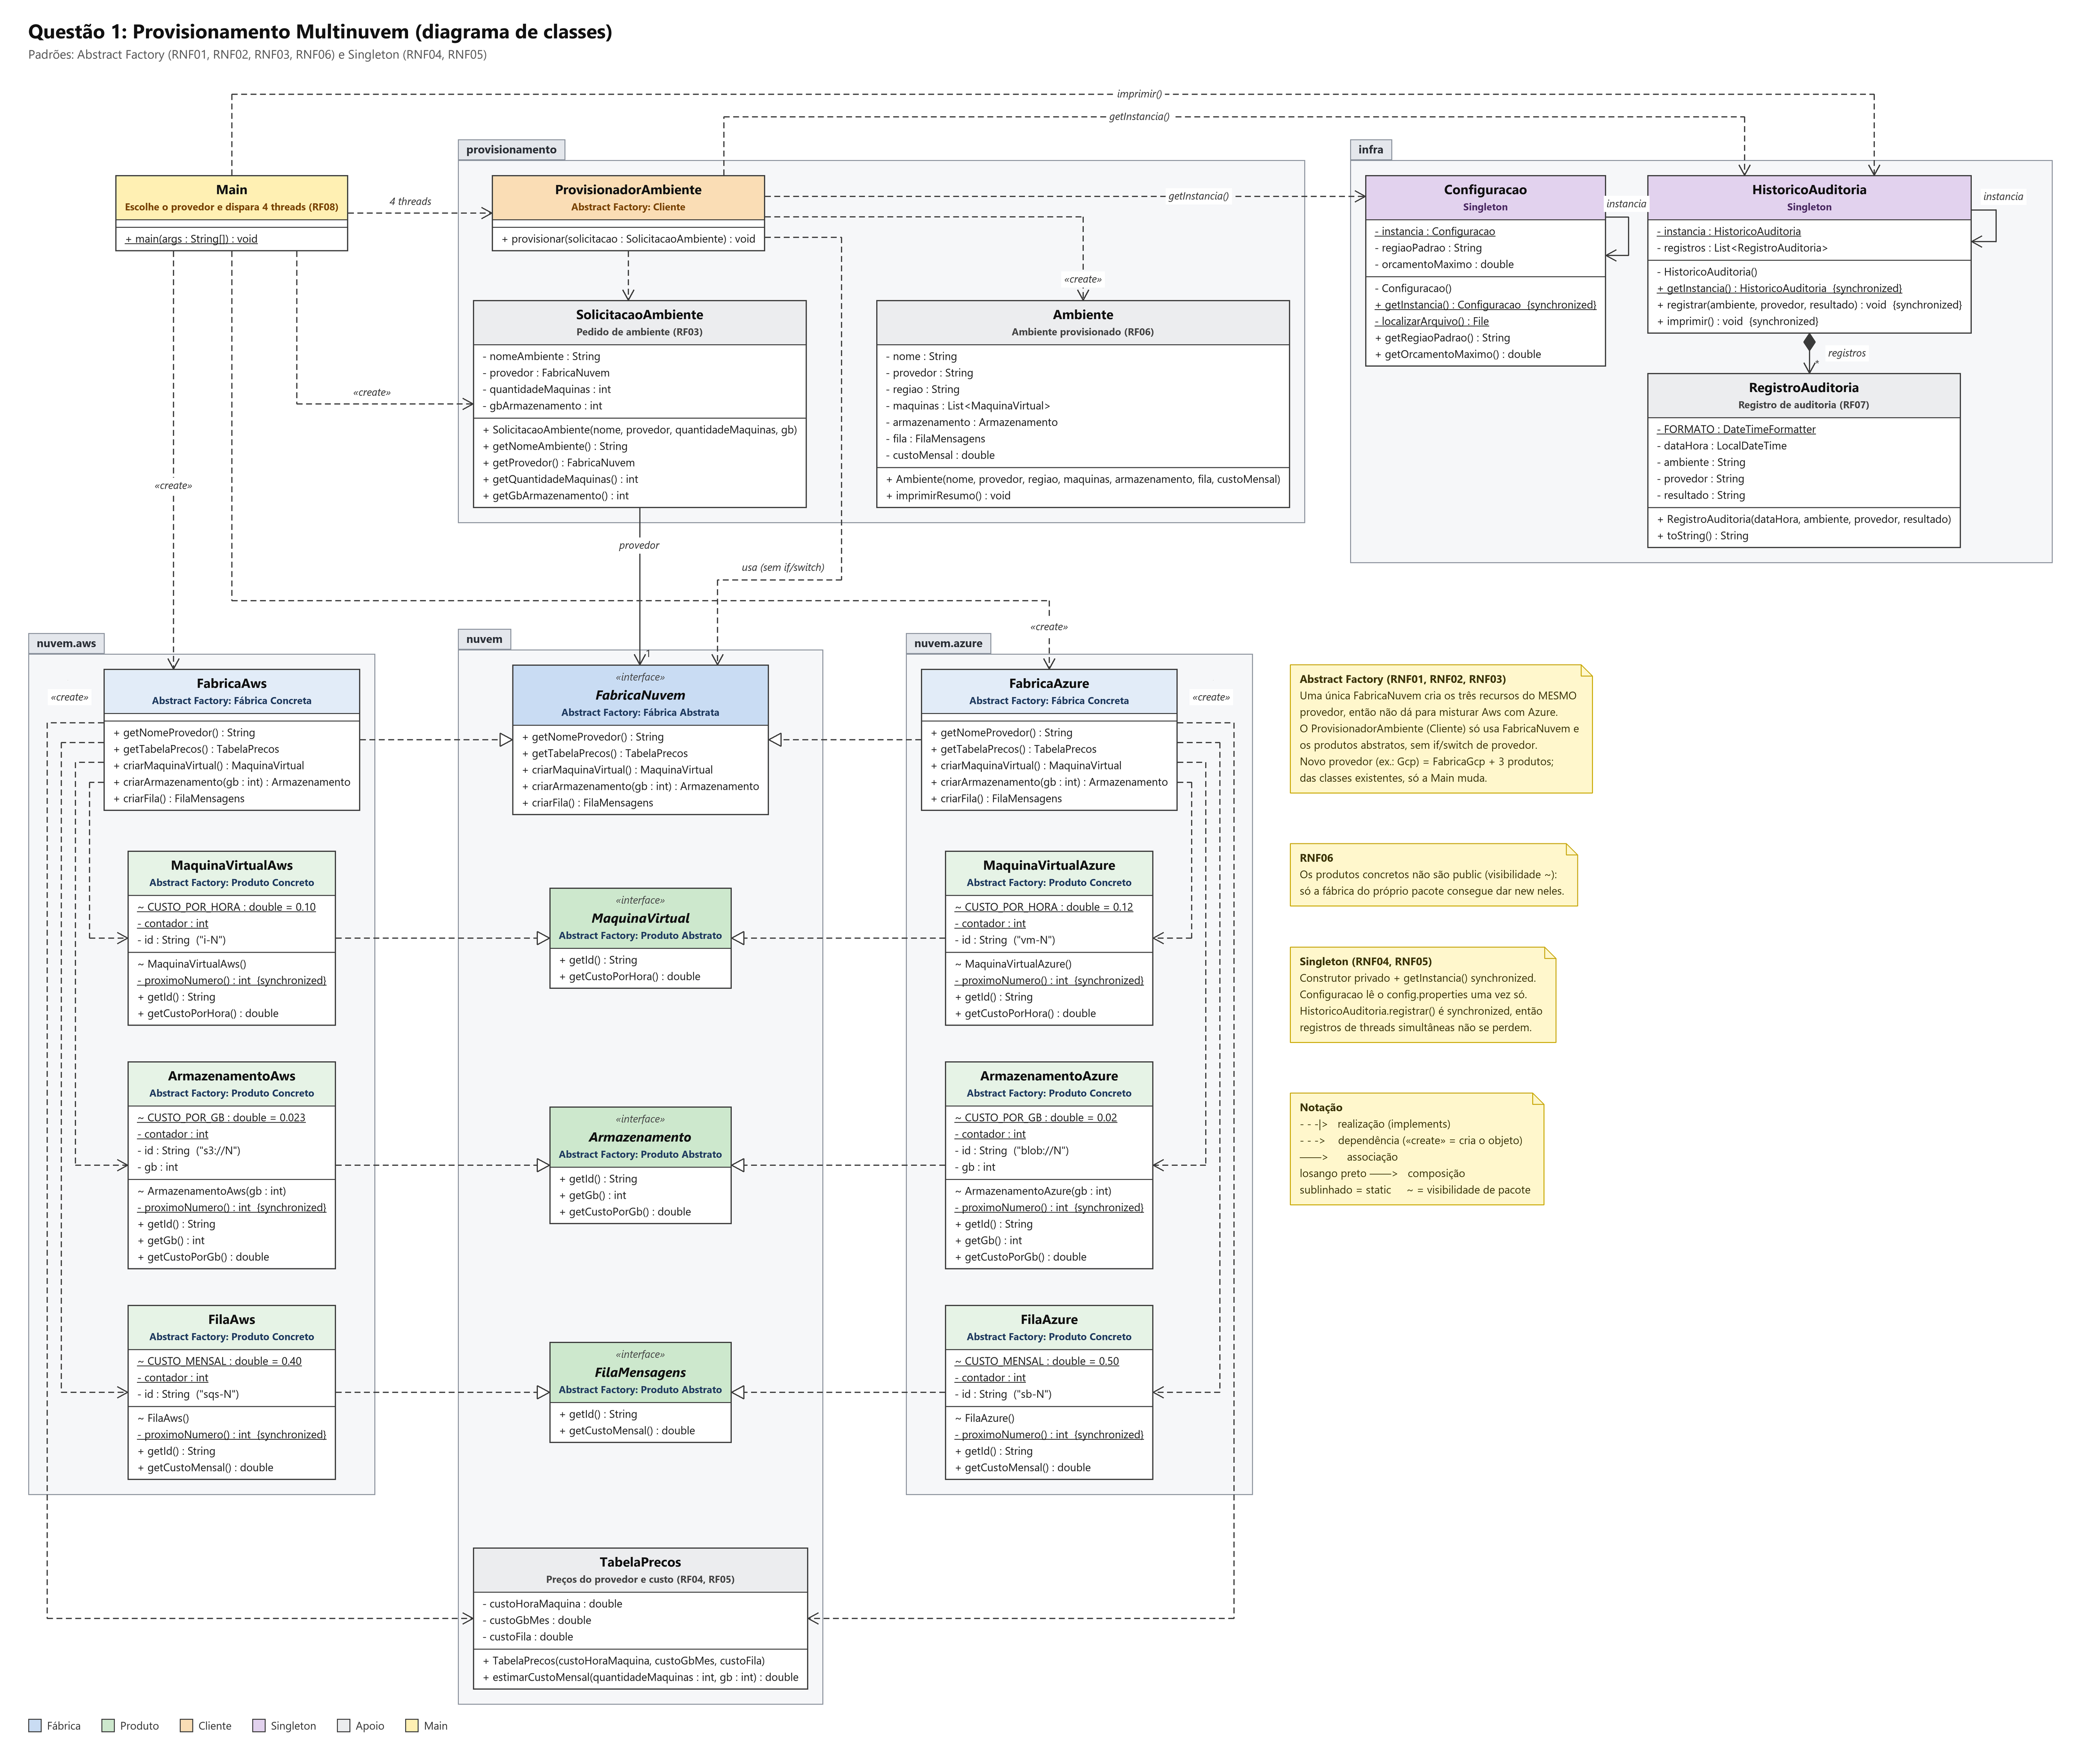 Questão 1: Provisionamento Multinuvem (diagrama de classes)
Padrões: Abstract Factory (RNF01, RNF02, RNF03, RNF06) e Singleton (RNF04, RNF05)
imprimir()
getInstancia()
provisionamento
infra
Main
Escolhe o provedor e dispara 4 threads (RF08)
+ main(args : String[]) : void
4 threads
ProvisionadorAmbiente
Abstract Factory: Cliente
+ provisionar(solicitacao : SolicitacaoAmbiente) : void
getInstancia()
Configuracao
Singleton
- instancia : Configuracao
- regiaoPadrao : String
- orcamentoMaximo : double
- Configuracao()
+ getInstancia() : Configuracao {synchronized}
- localizarArquivo() : File
+ getRegiaoPadrao() : String
+ getOrcamentoMaximo() : double
instancia
HistoricoAuditoria
Singleton
- instancia : HistoricoAuditoria
- registros : List<RegistroAuditoria>
- HistoricoAuditoria()
+ getInstancia() : HistoricoAuditoria {synchronized}
+ registrar(ambiente, provedor, resultado) : void {synchronized}
+ imprimir() : void {synchronized}
instancia
registros
*
RegistroAuditoria
Registro de auditoria (RF07)
- FORMATO : DateTimeFormatter
- dataHora : LocalDateTime
- ambiente : String
- provedor : String
- resultado : String
+ RegistroAuditoria(dataHora, ambiente, provedor, resultado)
+ toString() : String
«create»
SolicitacaoAmbiente
Pedido de ambiente (RF03)
- nomeAmbiente : String
- provedor : FabricaNuvem
- quantidadeMaquinas : int
- gbArmazenamento : int
+ SolicitacaoAmbiente(nome, provedor, quantidadeMaquinas, gb)
+ getNomeAmbiente() : String
+ getProvedor() : FabricaNuvem
+ getQuantidadeMaquinas() : int
+ getGbArmazenamento() : int
«create»
Ambiente
Ambiente provisionado (RF06)
- nome : String
- provedor : String
- regiao : String
- maquinas : List<MaquinaVirtual>
- armazenamento : Armazenamento
- fila : FilaMensagens
- custoMensal : double
+ Ambiente(nome, provedor, regiao, maquinas, armazenamento, fila, custoMensal)
+ imprimirResumo() : void
«create»
provedor
usa (sem if/switch)
«create»
1
nuvem.aws
nuvem
nuvem.azure
«create»
FabricaAws
Abstract Factory: Fábrica Concreta
+ getNomeProvedor() : String
+ getTabelaPrecos() : TabelaPrecos
+ criarMaquinaVirtual() : MaquinaVirtual
+ criarArmazenamento(gb : int) : Armazenamento
+ criarFila() : FilaMensagens
«interface»
FabricaNuvem
Abstract Factory: Fábrica Abstrata
+ getNomeProvedor() : String
+ getTabelaPrecos() : TabelaPrecos
+ criarMaquinaVirtual() : MaquinaVirtual
+ criarArmazenamento(gb : int) : Armazenamento
+ criarFila() : FilaMensagens
FabricaAzure
Abstract Factory: Fábrica Concreta
+ getNomeProvedor() : String
+ getTabelaPrecos() : TabelaPrecos
+ criarMaquinaVirtual() : MaquinaVirtual
+ criarArmazenamento(gb : int) : Armazenamento
+ criarFila() : FilaMensagens
«create»
Abstract Factory (RNF01, RNF02, RNF03)
Uma única FabricaNuvem cria os três recursos do MESMO
provedor, então não dá para misturar Aws com Azure.
O ProvisionadorAmbiente (Cliente) só usa FabricaNuvem e
os produtos abstratos, sem if/switch de provedor.
Novo provedor (ex.: Gcp) = FabricaGcp + 3 produtos;
das classes existentes, só a Main muda.
MaquinaVirtualAws
Abstract Factory: Produto Concreto
~ CUSTO_POR_HORA : double = 0.10
- contador : int
- id : String ("i-N")
~ MaquinaVirtualAws()
- proximoNumero() : int {synchronized}
+ getId() : String
+ getCustoPorHora() : double
«interface»
MaquinaVirtual
Abstract Factory: Produto Abstrato
+ getId() : String
+ getCustoPorHora() : double
MaquinaVirtualAzure
Abstract Factory: Produto Concreto
~ CUSTO_POR_HORA : double = 0.12
- contador : int
- id : String ("vm-N")
~ MaquinaVirtualAzure()
- proximoNumero() : int {synchronized}
+ getId() : String
+ getCustoPorHora() : double
RNF06
Os produtos concretos não são public (visibilidade ~):
só a fábrica do próprio pacote consegue dar new neles.
Singleton (RNF04, RNF05)
Construtor privado + getInstancia() synchronized.
Configuracao lê o config.properties uma vez só.
HistoricoAuditoria.registrar() é synchronized, então
registros de threads simultâneas não se perdem.
ArmazenamentoAws
Abstract Factory: Produto Concreto
~ CUSTO_POR_GB : double = 0.023
- contador : int
- id : String ("s3://N")
- gb : int
~ ArmazenamentoAws(gb : int)
- proximoNumero() : int {synchronized}
+ getId() : String
+ getGb() : int
+ getCustoPorGb() : double
«interface»
Armazenamento
Abstract Factory: Produto Abstrato
+ getId() : String
+ getGb() : int
+ getCustoPorGb() : double
ArmazenamentoAzure
Abstract Factory: Produto Concreto
~ CUSTO_POR_GB : double = 0.02
- contador : int
- id : String ("blob://N")
- gb : int
~ ArmazenamentoAzure(gb : int)
- proximoNumero() : int {synchronized}
+ getId() : String
+ getGb() : int
+ getCustoPorGb() : double
Notação
- - -|> realização (implements)
- - -> dependência («create» = cria o objeto)
───> associação
losango preto ───> composição
sublinhado = static ~ = visibilidade de pacote
FilaAws
Abstract Factory: Produto Concreto
~ CUSTO_MENSAL : double = 0.40
- contador : int
- id : String ("sqs-N")
~ FilaAws()
- proximoNumero() : int {synchronized}
+ getId() : String
+ getCustoMensal() : double
«interface»
FilaMensagens
Abstract Factory: Produto Abstrato
+ getId() : String
+ getCustoMensal() : double
FilaAzure
Abstract Factory: Produto Concreto
~ CUSTO_MENSAL : double = 0.50
- contador : int
- id : String ("sb-N")
~ FilaAzure()
- proximoNumero() : int {synchronized}
+ getId() : String
+ getCustoMensal() : double
TabelaPrecos
Preços do provedor e custo (RF04, RF05)
- custoHoraMaquina : double
- custoGbMes : double
- custoFila : double
+ TabelaPrecos(custoHoraMaquina, custoGbMes, custoFila)
+ estimarCustoMensal(quantidadeMaquinas : int, gb : int) : double
Fábrica
Produto
Cliente
Singleton
Apoio
Main